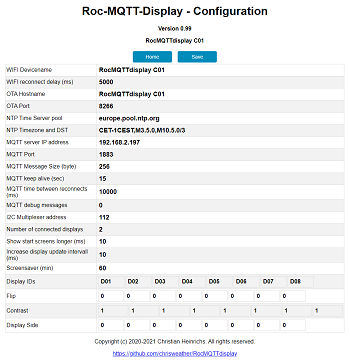 Roc-MQTT-Display - Configuration
Version 0.99
RocMQTTdisplay C01
Home Save
WIFI Devicename RocMQTTdisplay C01
WIFI reconnect delay (ms) 5000
OTA Hostname RocMQTTdisplay C01
OTA Port 8266
NTP Time Server pool europe.pool.ntp.org
NTP Timezone and DST CET-1CEST,M3.5.0,M10.5.0/3
MQTT server IP address 192.168.2.197
MQTT Port 1883
MQTT Message Size (byte) 256
MQTT keep alive (sec) 15
MQTT time between reconnects (ms) 10000
MQTT debug messages 0
I2C Multiplexer address 112
Number of connected displays 2
Show start screens longer (ms) 10
Increase display update intervall (ms) 10
Screensaver (min) 60
Display IDs D01 D02 D03 D04 D05 D06 D07 D08
Flip 0 0 0 0 0 0 0 0
Contrast 1 1 1 1 1 1 1 1
Display Side 0 0 0 0 0 0 0 0
Copyright (c) 2020-2021 Christian Heinrichs. All rights reserved.
https://github.com/chrisweather/RocMQTTdisplay